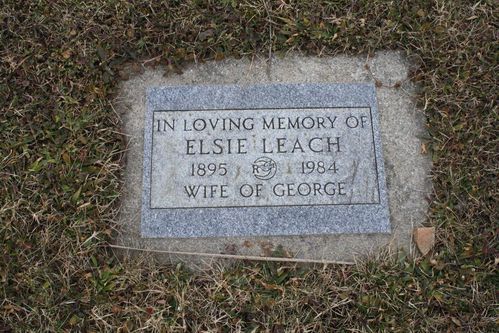 IN LOVING MEMORY OF
ELSIE LEACH
1895 R 1984
WIFE OF GEORGE